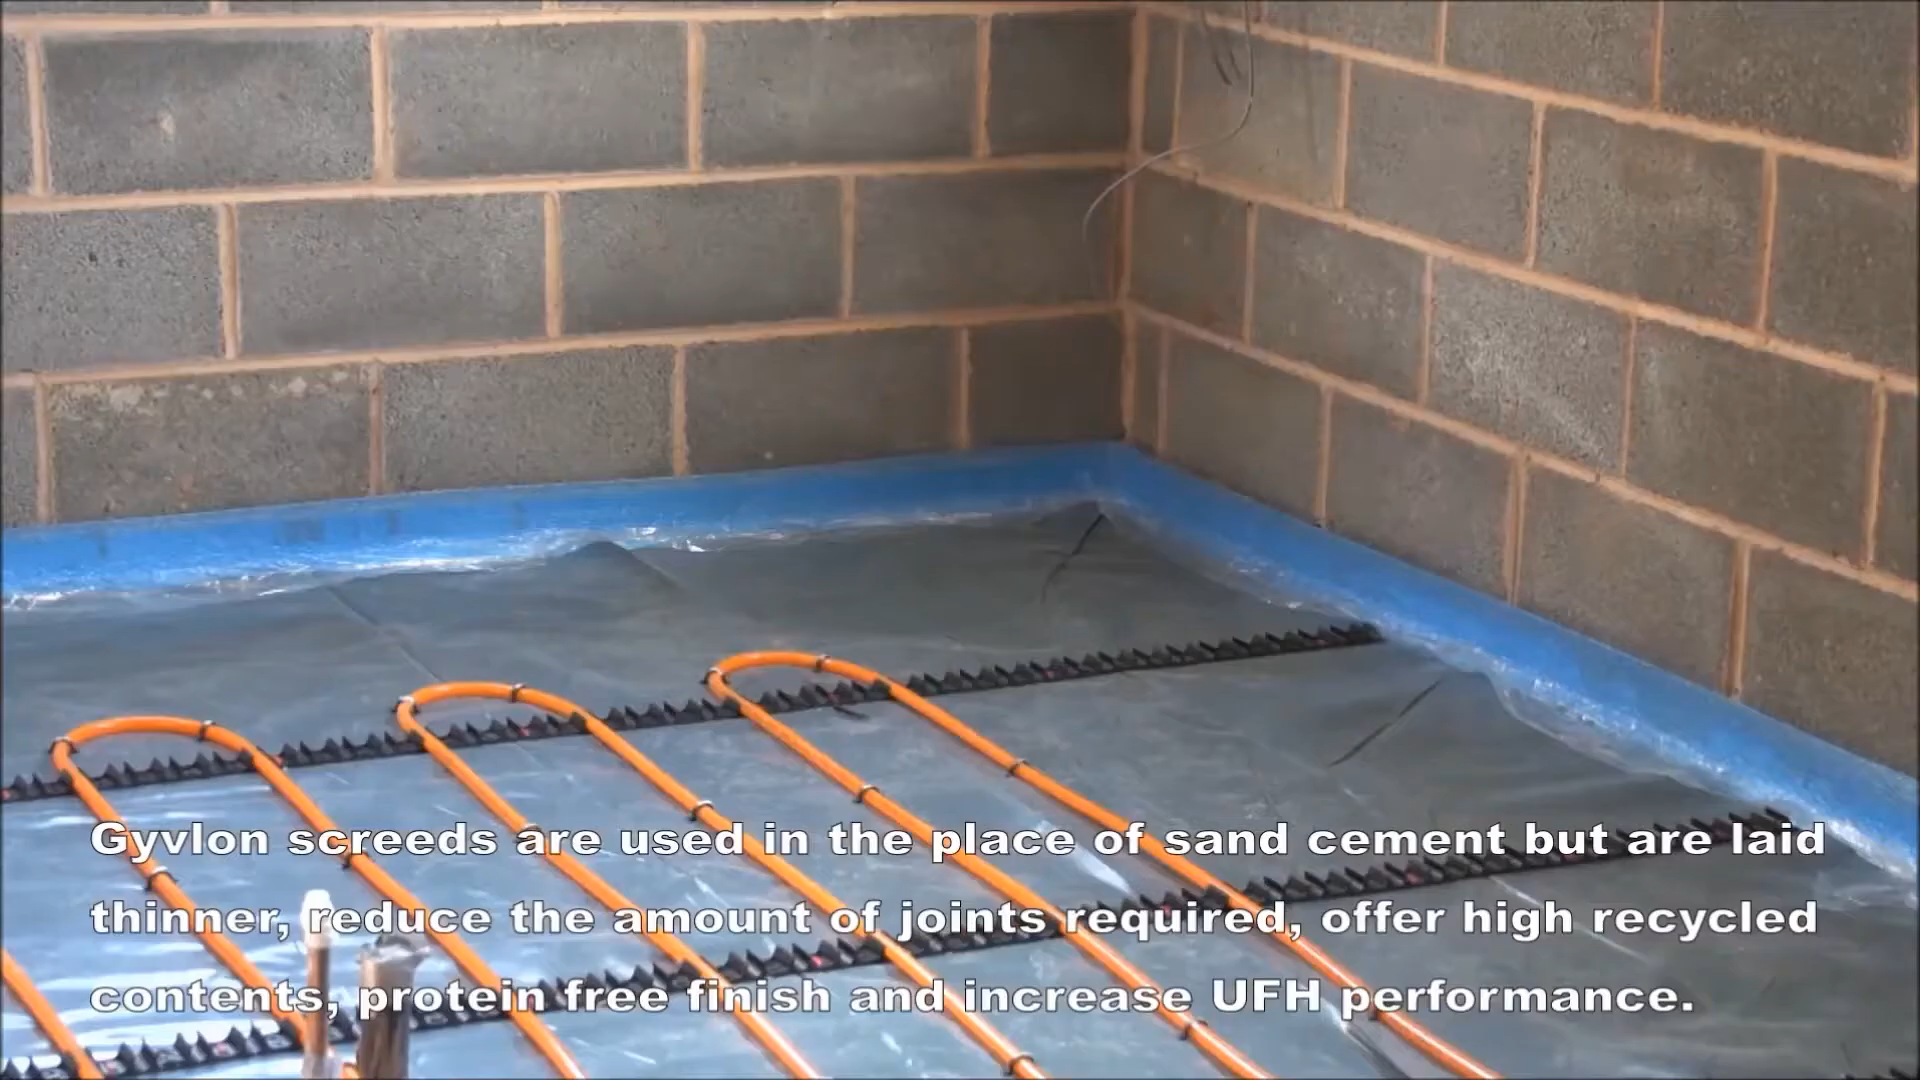 Gyvlon screeds are used in the place of sand cement but are laid
thinner, reduce the amount of joints required, offer high recycled
contents, protein free finish and increase UFH performance.